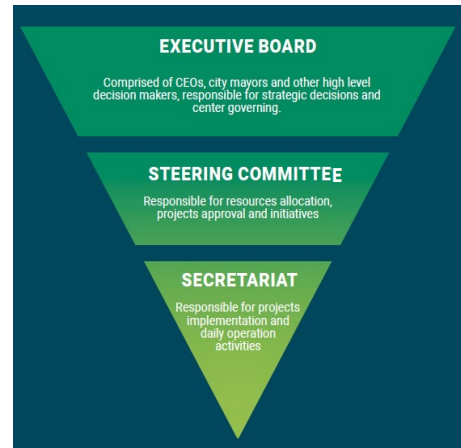 EXECUTIVE BOARD
Comprised of CEOs, city mayors and other high level
decision makers, responsible for strategic decisions and
center governing.
STEERING COMMITTEE
Responsible for resources allocation,
projects approval and initiatives
SECRETARIAT
Responsible for projects
implementation and
daily operation
activities